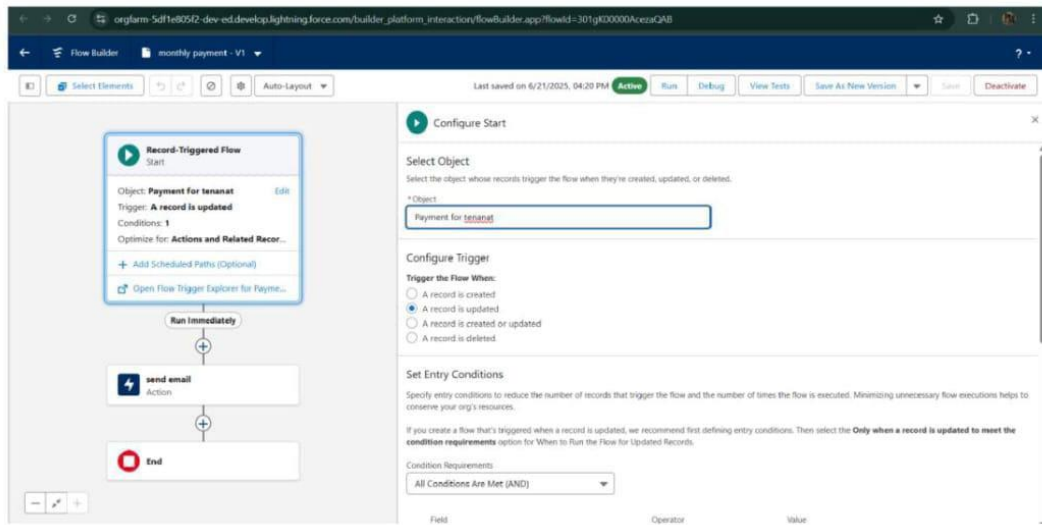 orgfarm-5df1e805f2-dev-ed.develop.lightning.force.com/builder_platform_interaction/flowBuilder.app?flowId=301gK00000AcezaQAB
Flow Builder monthly payment - V1 ?
Select Elements Auto-Layout Last saved on 6/21/2025, 04:20 PM Active Run Debug View Tests Save As New Version Save Deactivate
Configure Start
Record-Triggered Flow
Start
Object: Payment for tenanat Edit
Trigger: A record is updated
Conditions: 1
Optimize for: Actions and Related Recor...
+ Add Scheduled Paths (Optional)
Open Flow Trigger Explorer for Payme...
Run Immediately
send email
Action
End
Select Object
Select the object whose records trigger the flow when they're created, updated, or deleted.
*Object
Payment for tenanat
Configure Trigger
Trigger the Flow When:
A record is created
A record is updated
A record is created or updated
A record is deleted
Set Entry Conditions
Specify entry conditions to reduce the number of records that trigger the flow and the number of times the flow is executed. Minimizing unnecessary flow executions helps to
conserve your org's resources.
If you create a flow that's triggered when a record is updated, we recommend first defining entry conditions. Then select the Only when a record is updated to meet the
condition requirements option for When to Run the Flow for Updated Records.
Condition Requirements
All Conditions Are Met (AND)
Field Operator Value